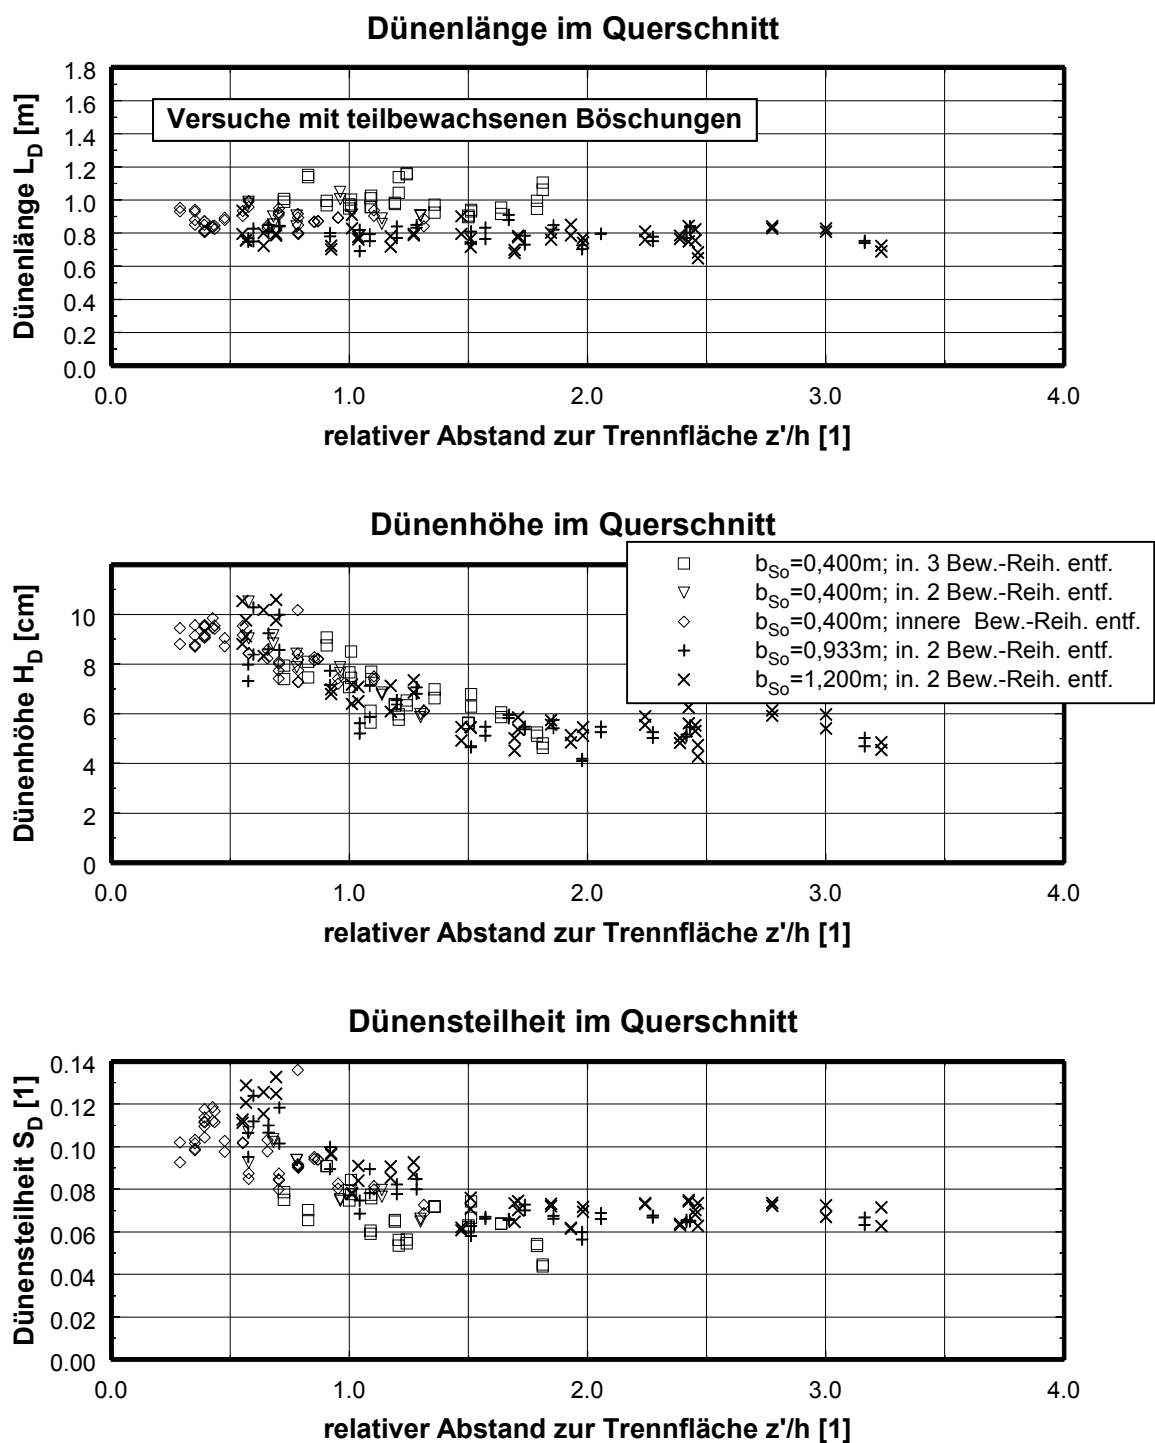 Dünenlänge im Querschnitt
Dünenlänge L_D [m]
1.8
1.6
1.4
1.2
1.0
0.8
0.6
0.4
0.2
0.0
Versuche mit teilbewachsenen Böschungen
0.0 1.0 2.0 3.0 4.0
relativer Abstand zur Trennfläche z'/h [1]
Dünenhöhe im Querschnitt
Dünenhöhe H_D [cm]
10
8
6
4
2
0
b_So=0,400m; in. 3 Bew.-Reih. entf.
b_So=0,400m; in. 2 Bew.-Reih. entf.
b_So=0,400m; innere Bew.-Reih. entf.
b_So=0,933m; in. 2 Bew.-Reih. entf.
b_So=1,200m; in. 2 Bew.-Reih. entf.
0.0 1.0 2.0 3.0 4.0
relativer Abstand zur Trennfläche z'/h [1]
Dünensteilheit im Querschnitt
Dünensteilheit S_D [1]
0.14
0.12
0.10
0.08
0.06
0.04
0.02
0.00
0.0 1.0 2.0 3.0 4.0
relativer Abstand zur Trennfläche z'/h [1]